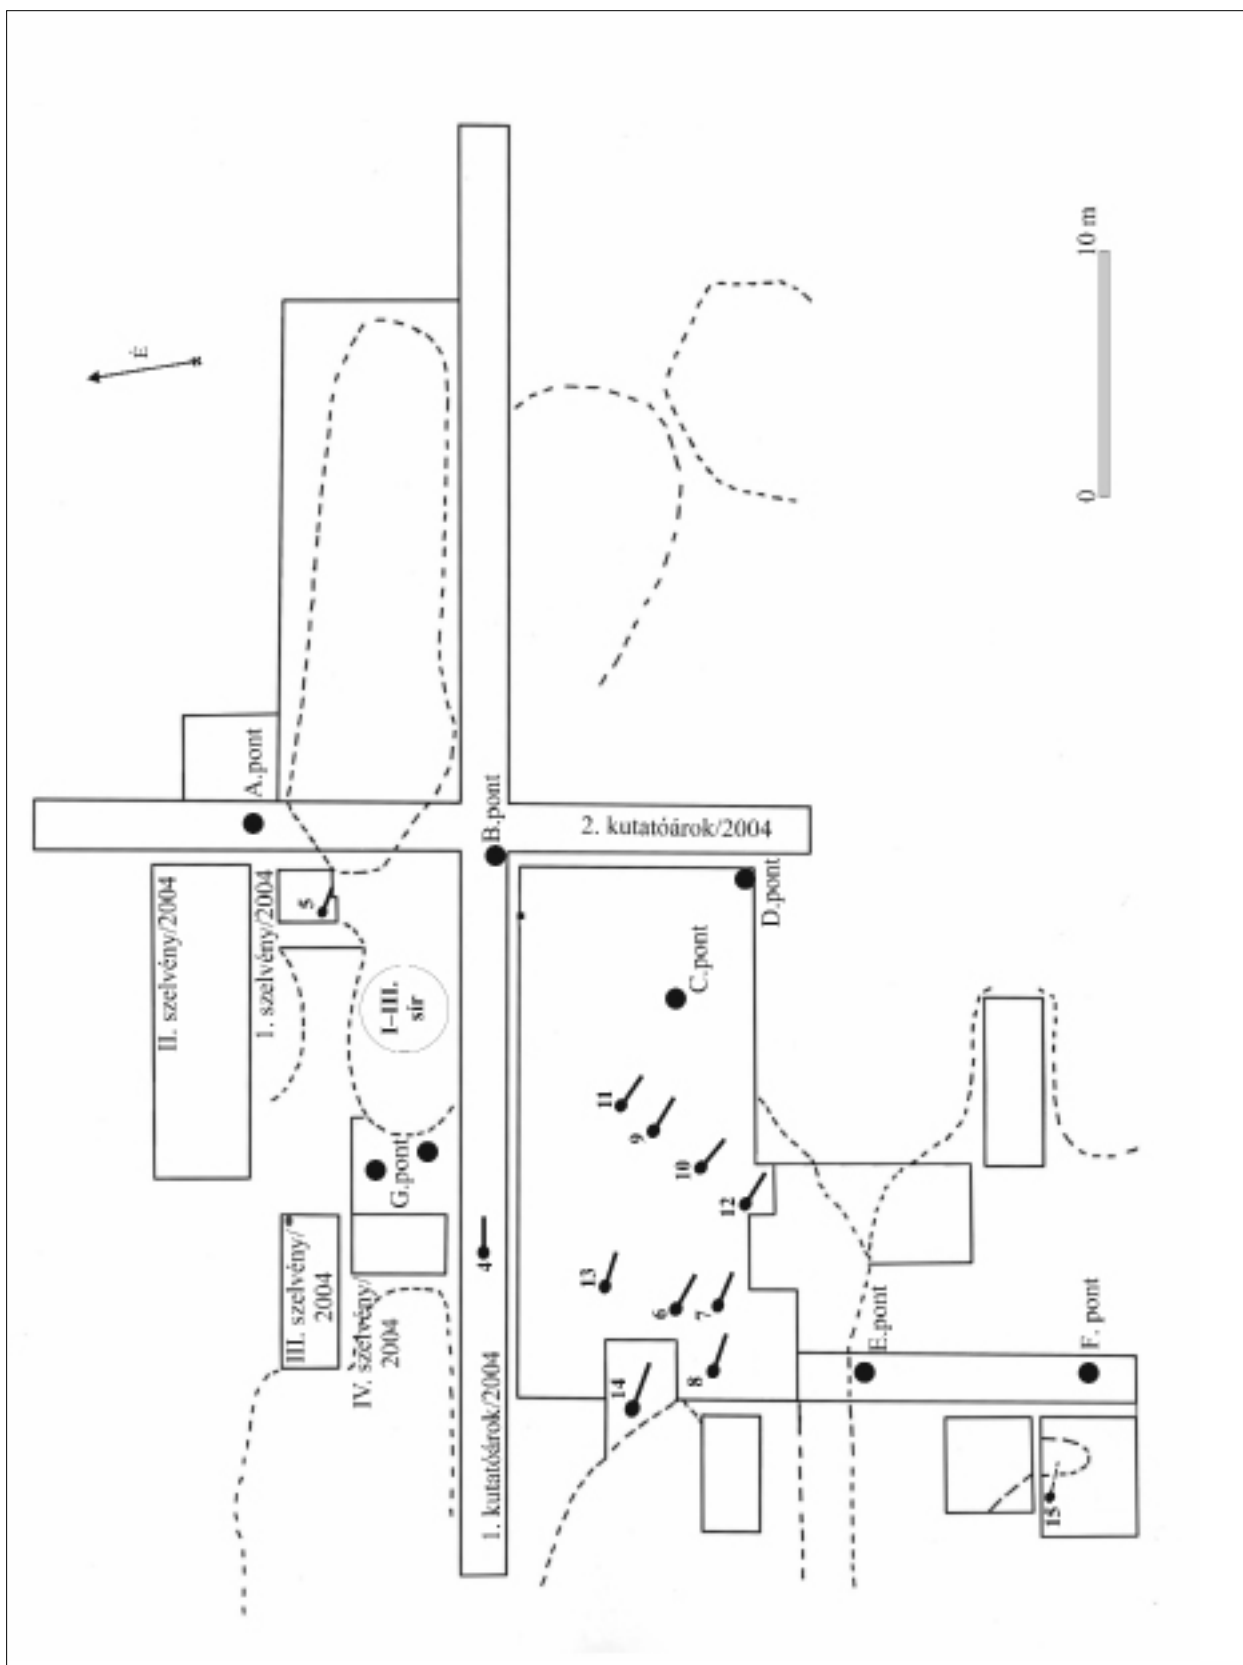 É
10 m
0
A.pont
B.pont
2. kutatóárok/2004
D.pont
C.pont
II. szelvény/2004
1. szelvény/2004
5
I–III.
sír
G.pont
III. szelvény/
2004
IV. szelvény/
2004
4
1. kutatóárok/2004
11
9
10
12
13
6
7
8
14
E.pont
F. pont
15